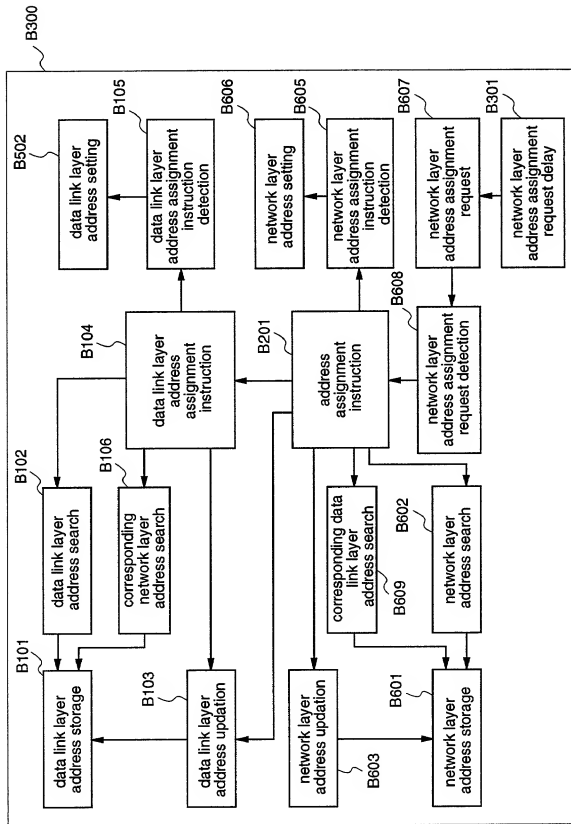 B300
B101
data link layer
address storage
B102
data link layer
address search
B104
data link layer
address
assignment
instruction
B502
data link layer
address setting
B106
corresponding
network layer
address search
B105
data link layer
address assignment
instruction
detection
B103
data link layer
address updation
B201
address
assignment
instruction
B606
network layer
address setting
network layer
address updation
B603
corresponding data
link layer
address search
B609
B605
network layer
address assignment
instruction
detection
B601
network layer
address storage
B602
network layer
address search
B608
network layer
address assignment
request detection
B607
network layer
address assignment
request
B301
network layer
address assignment
request delay